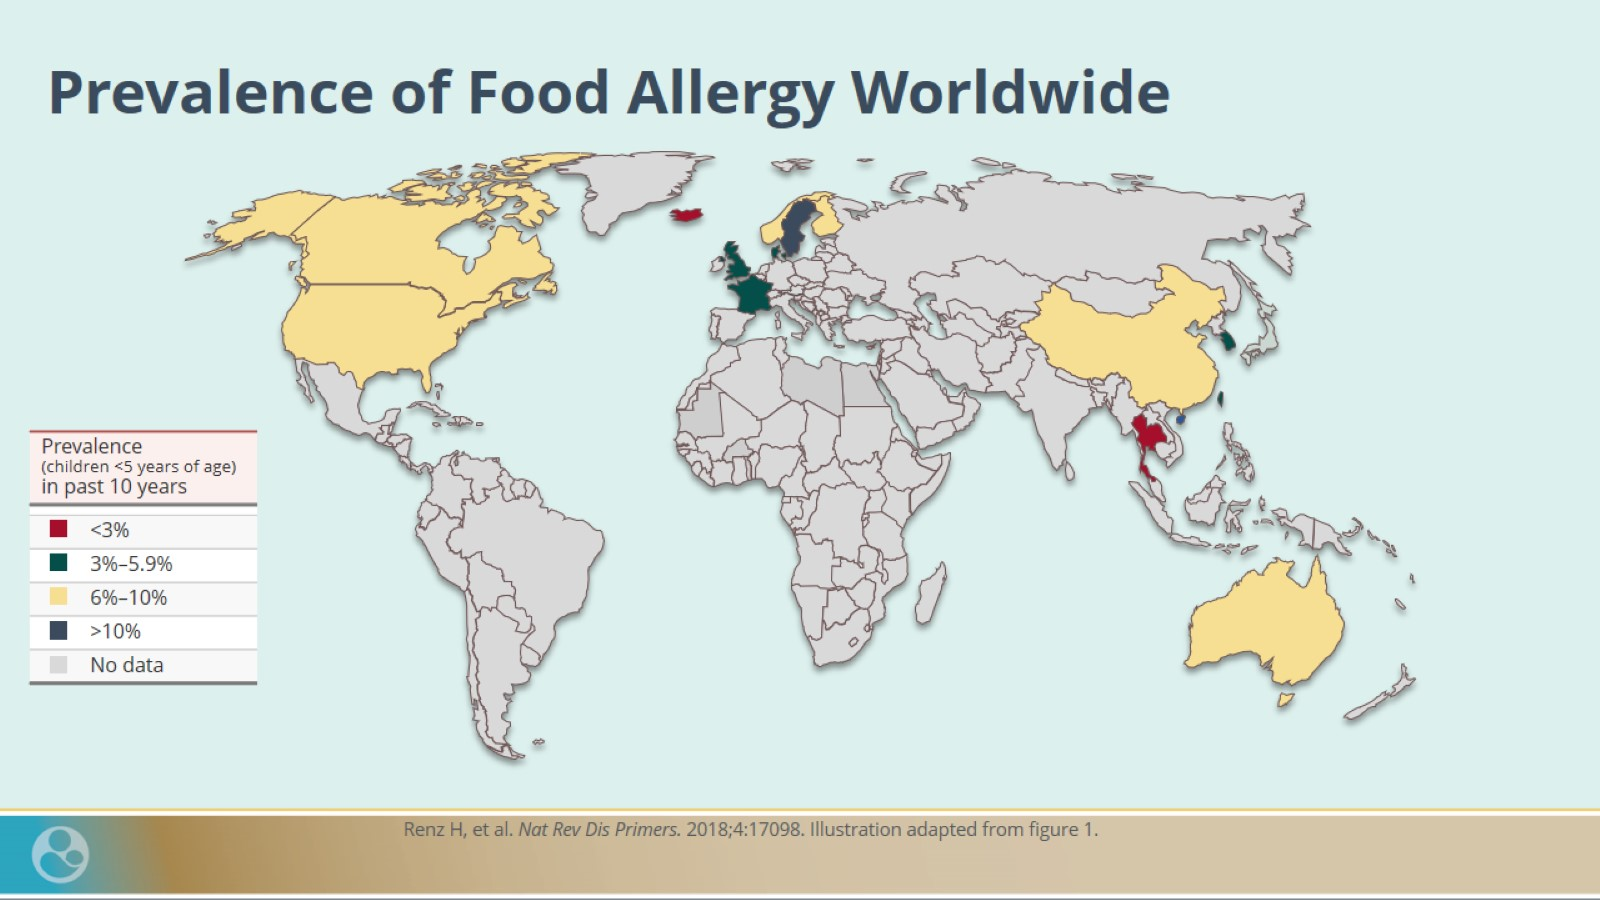 Prevalence of Food Allergy Worldwide
Prevalence
(children <5 years of age)
in past 10 years
<3%
3%–5.9%
6%–10%
>10%
No data
Renz H, et al. Nat Rev Dis Primers. 2018;4:17098. Illustration adapted from figure 1.